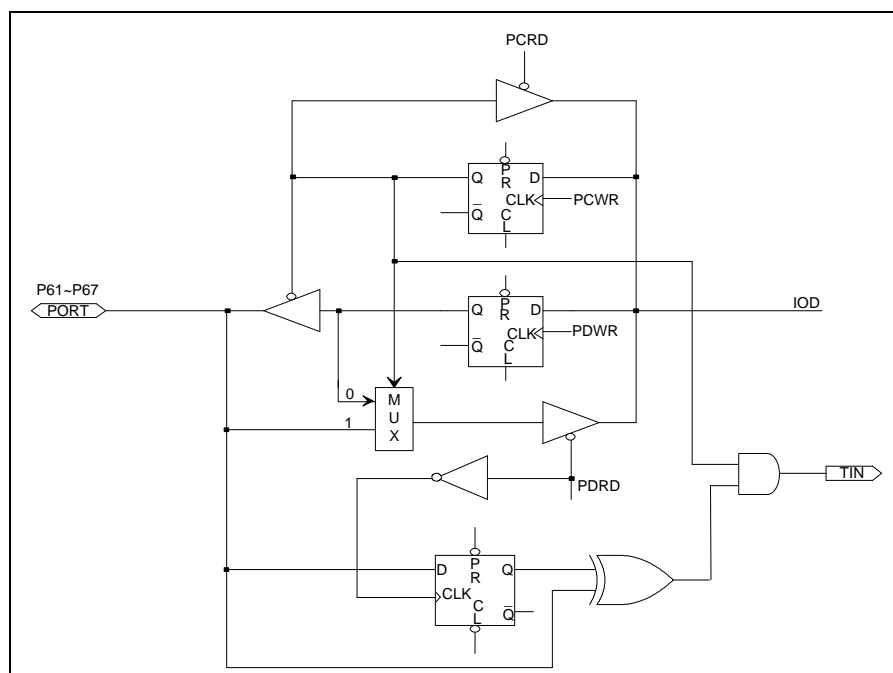 PCRD
Q P R D
CLK PCWR
Q̅ C L
P61~P67
PORT
Q P R D IOD
CLK PDWR
Q̅ C L
0 M U X
1
TIN
PDRD
D P R Q
CLK
C L Q̅